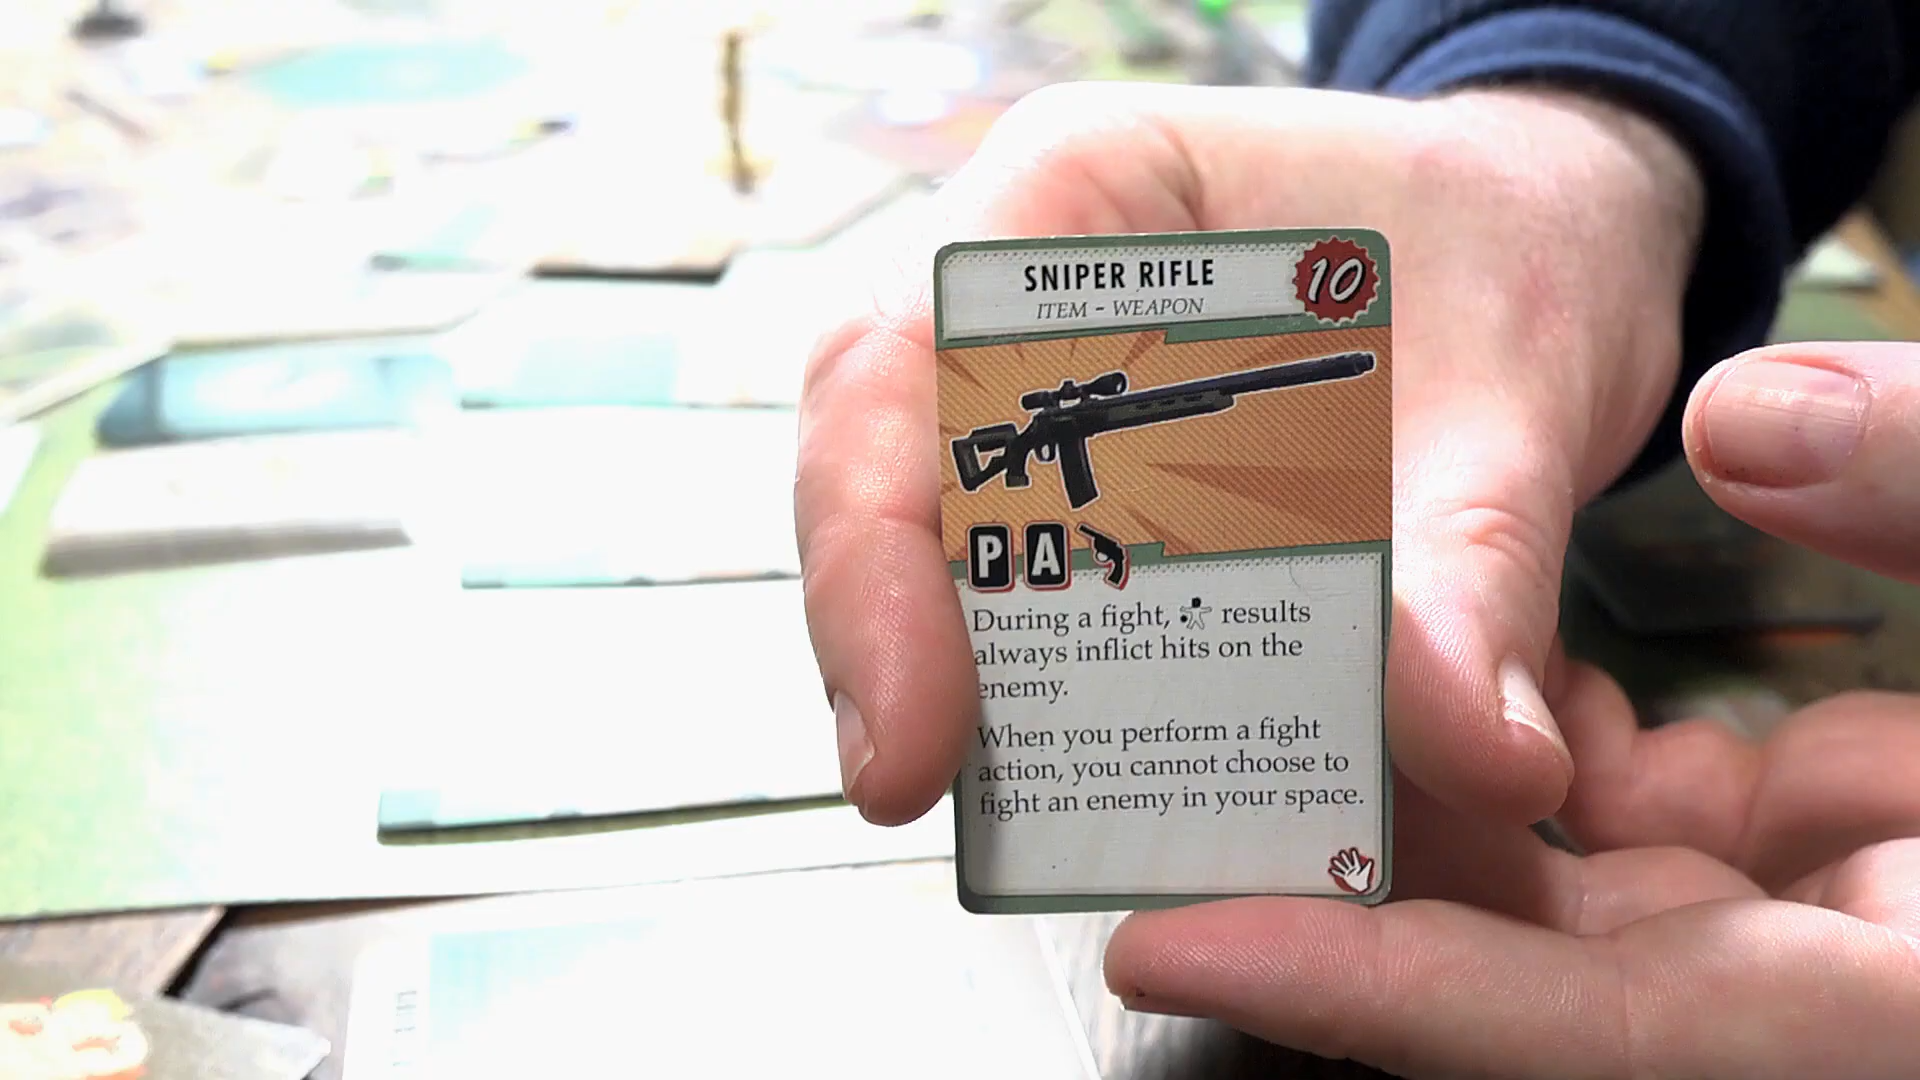 SNIPER RIFLE
10
ITEM – WEAPON
P A
During a fight, results
always inflict hits on the
enemy.
When you perform a fight
action, you cannot choose to
fight an enemy in your space.